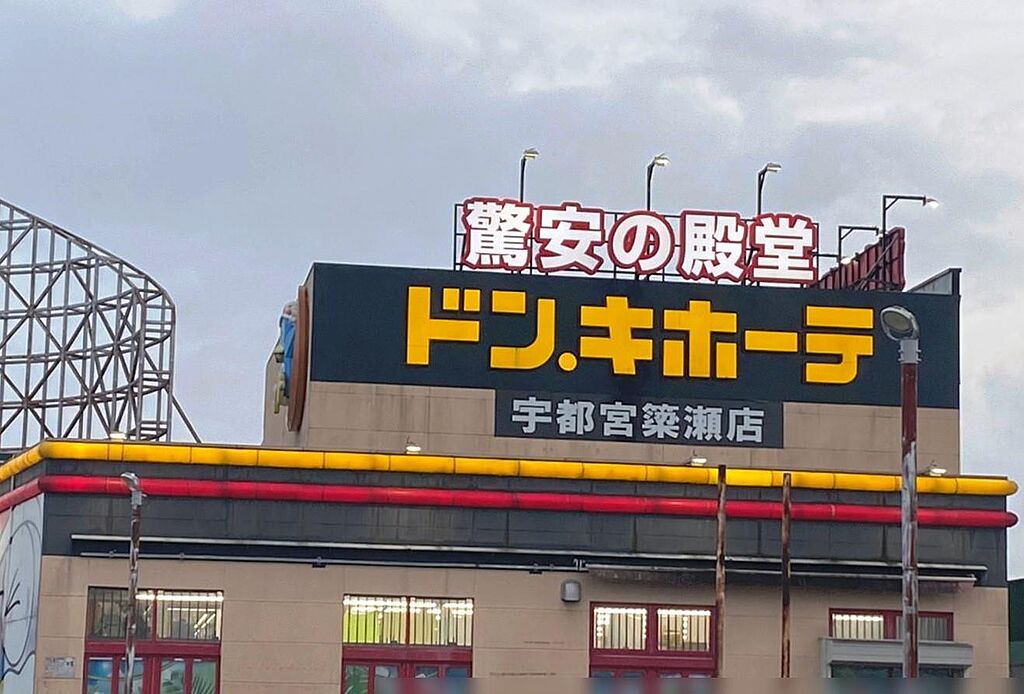 驚安の殿堂
ドン.キホーテ
宇都宮簗瀬店